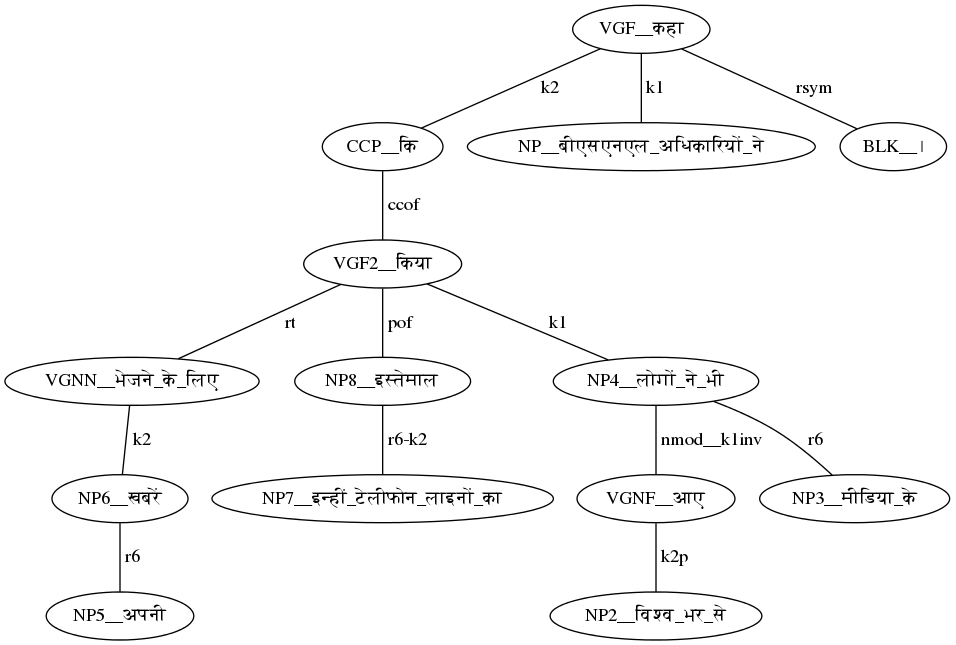 VGF__कहा
k2 k1 rsym
CCP__कि NP__बीएसएनएल_अधिकारियों_ने BLK__।
ccof
VGF2__किया
rt pof k1
VGNN__भेजने_के_लिए NP8__इस्तेमाल NP4__लोगों_ने_भी
k2 r6-k2 nmod__k1inv r6
NP6__खबरें NP7__इन्हीं_टेलीफोन_लाइनों_का VGNF__आए NP3__मीडिया_के
r6 k2p
NP5__अपनी NP2__विश्व_भर_से